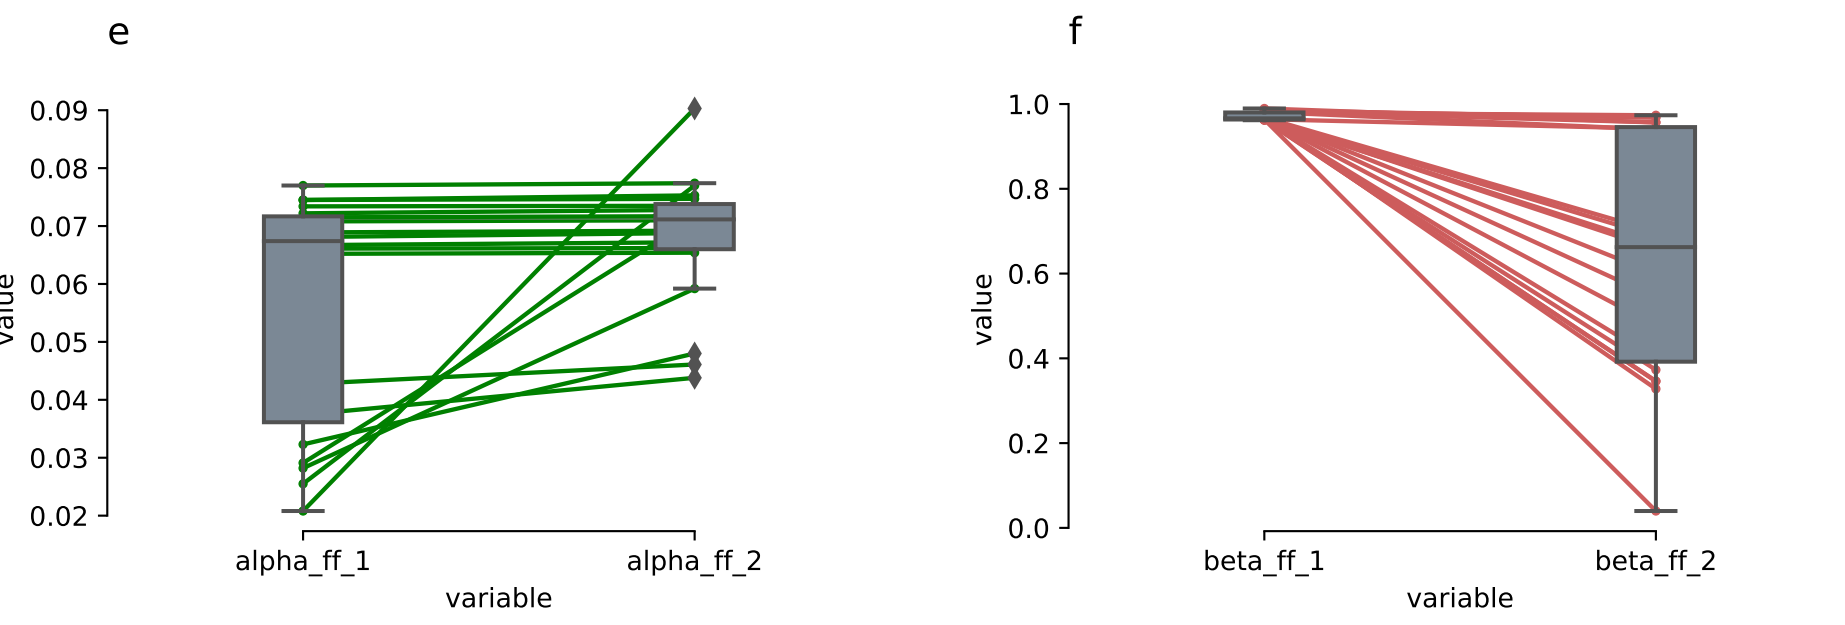 e
0.09
0.08
0.07
0.06
0.05
0.04
0.03
0.02
value
alpha_ff_1
alpha_ff_2
variable
f
1.0
0.8
0.6
0.4
0.2
0.0
value
beta_ff_1
beta_ff_2
variable